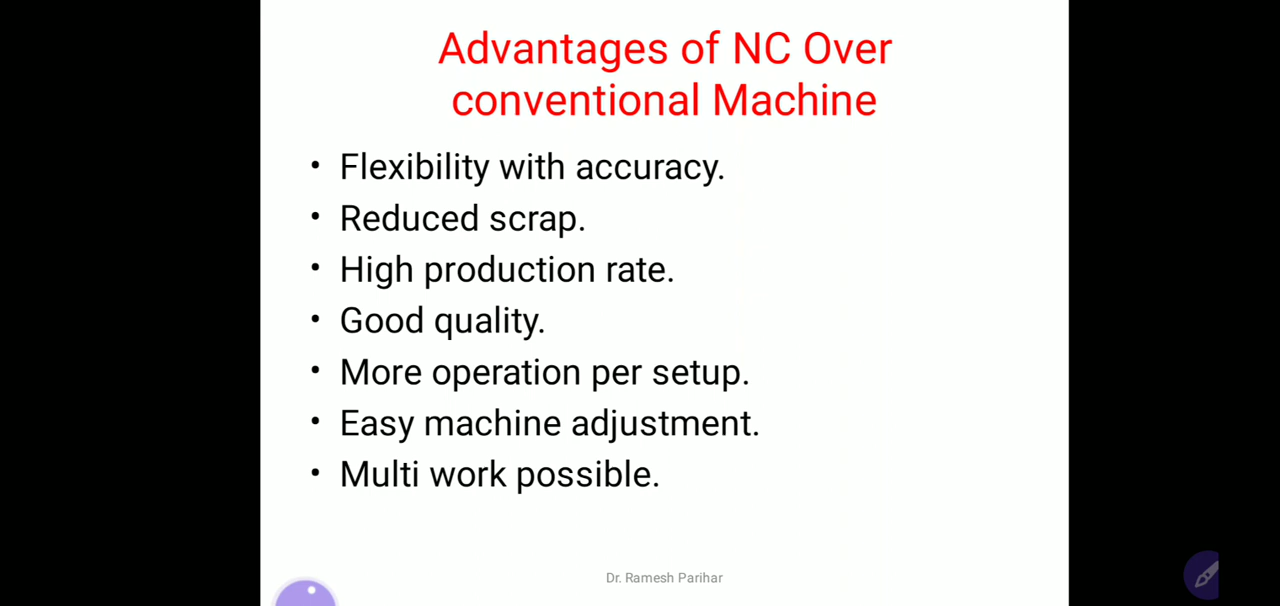 Advantages of NC Over
conventional Machine
• Flexibility with accuracy.
• Reduced scrap.
• High production rate.
• Good quality.
• More operation per setup.
• Easy machine adjustment.
• Multi work possible.
Dr. Ramesh Parihar